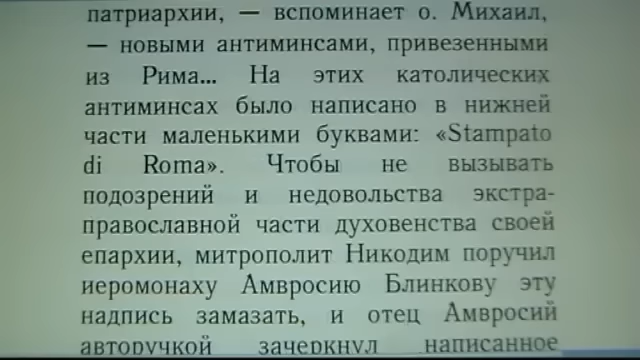 патриархии, — вспоминает о. Михаил,
— новыми антиминсами, привезенными
из Рима... На этих католических
антиминсах было написано в нижней
части маленькими буквами: «Stampato
di Roma». Чтобы не вызывать
подозрений и недовольства экстра-
православной части духовенства своей
епархии, митрополит Никодим поручил
иеромонаху Амвросию Блинкову эту
надпись замазать, и отец Амвросий
авторучкой зачеркнул написанное